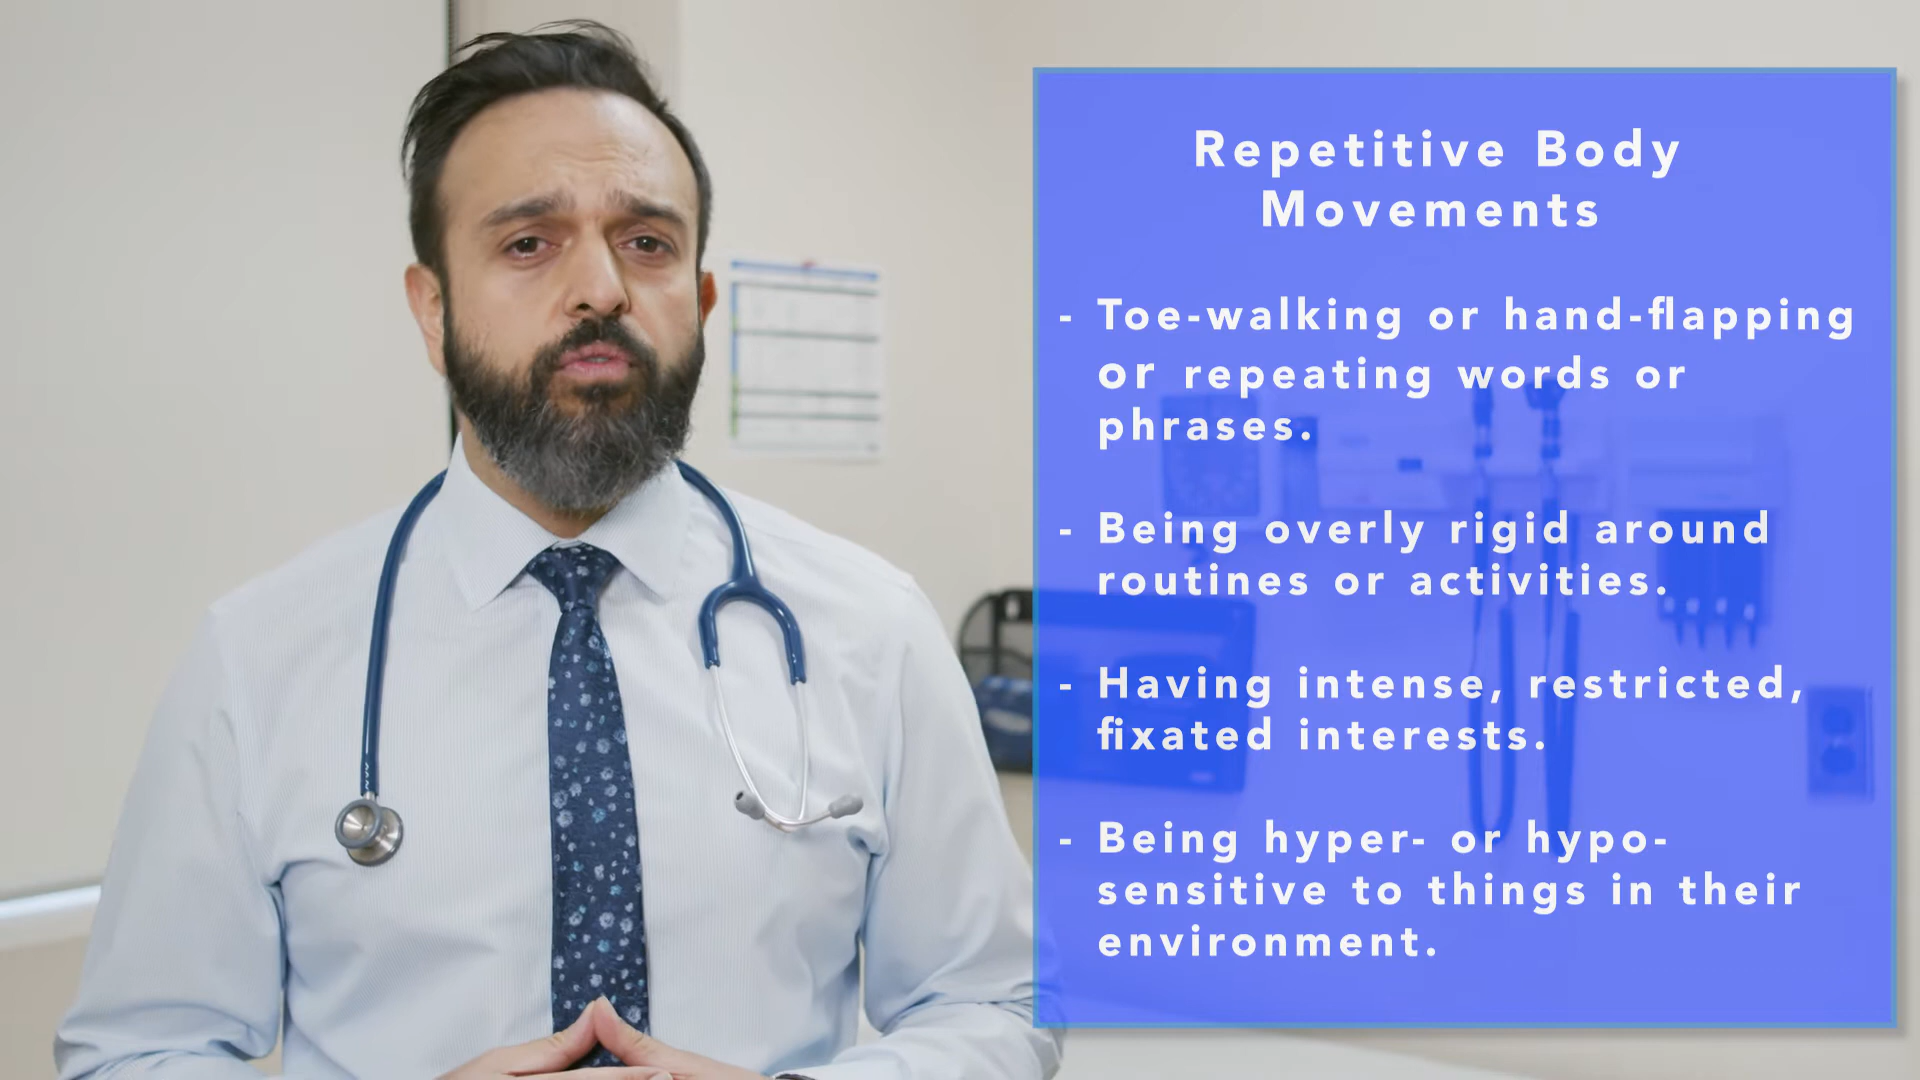 Repetitive Body
Movements
- Toe-walking or hand-flapping
or repeating words or
phrases.
- Being overly rigid around
routines or activities.
- Having intense, restricted,
fixated interests.
- Being hyper- or hypo-
sensitive to things in their
environment.